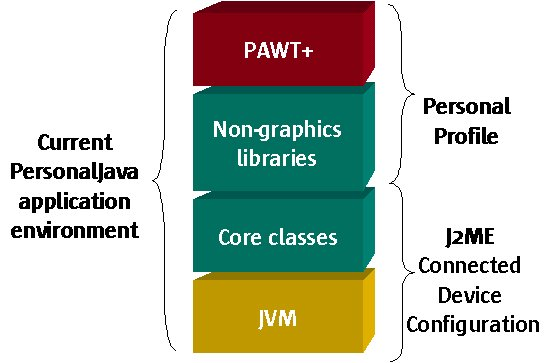 PAWT+
Non-graphics
libraries
Core classes
JVM
Current
PersonalJava
application
environment
Personal
Profile
J2ME
Connected
Device
Configuration